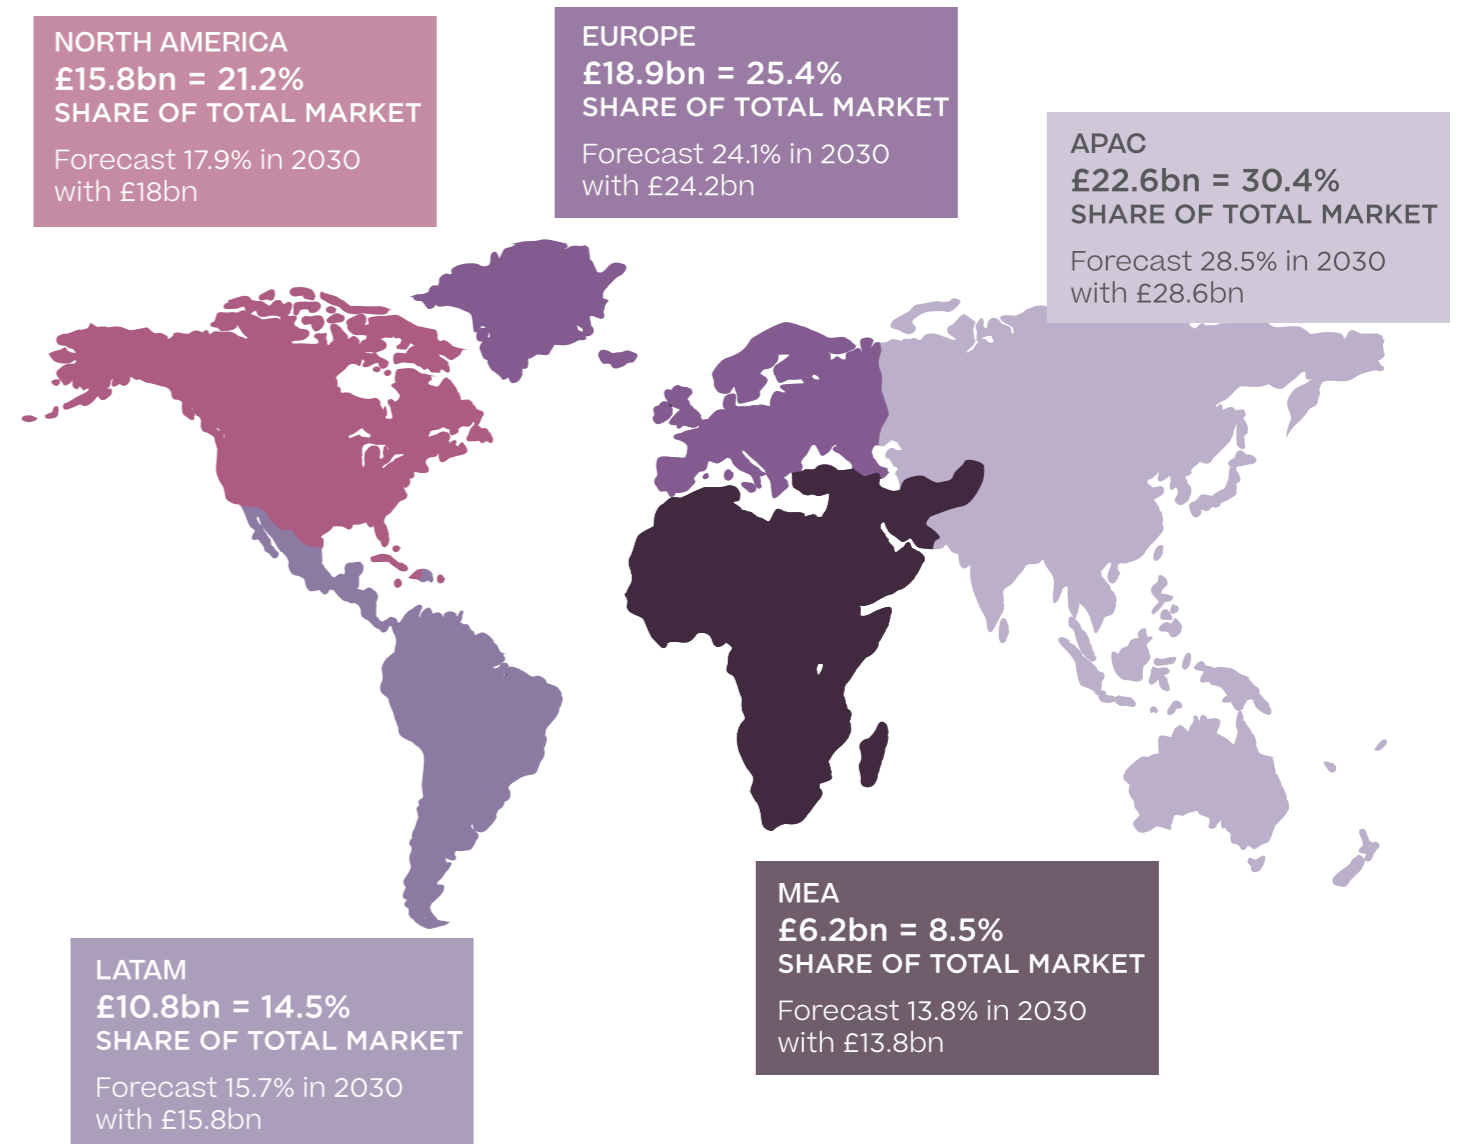 NORTH AMERICA
£15.8bn = 21.2%
SHARE OF TOTAL MARKET
Forecast 17.9% in 2030
with £18bn
EUROPE
£18.9bn = 25.4%
SHARE OF TOTAL MARKET
Forecast 24.1% in 2030
with £24.2bn
APAC
£22.6bn = 30.4%
SHARE OF TOTAL MARKET
Forecast 28.5% in 2030
with £28.6bn
MEA
£6.2bn = 8.5%
SHARE OF TOTAL MARKET
Forecast 13.8% in 2030
with £13.8bn
LATAM
£10.8bn = 14.5%
SHARE OF TOTAL MARKET
Forecast 15.7% in 2030
with £15.8bn